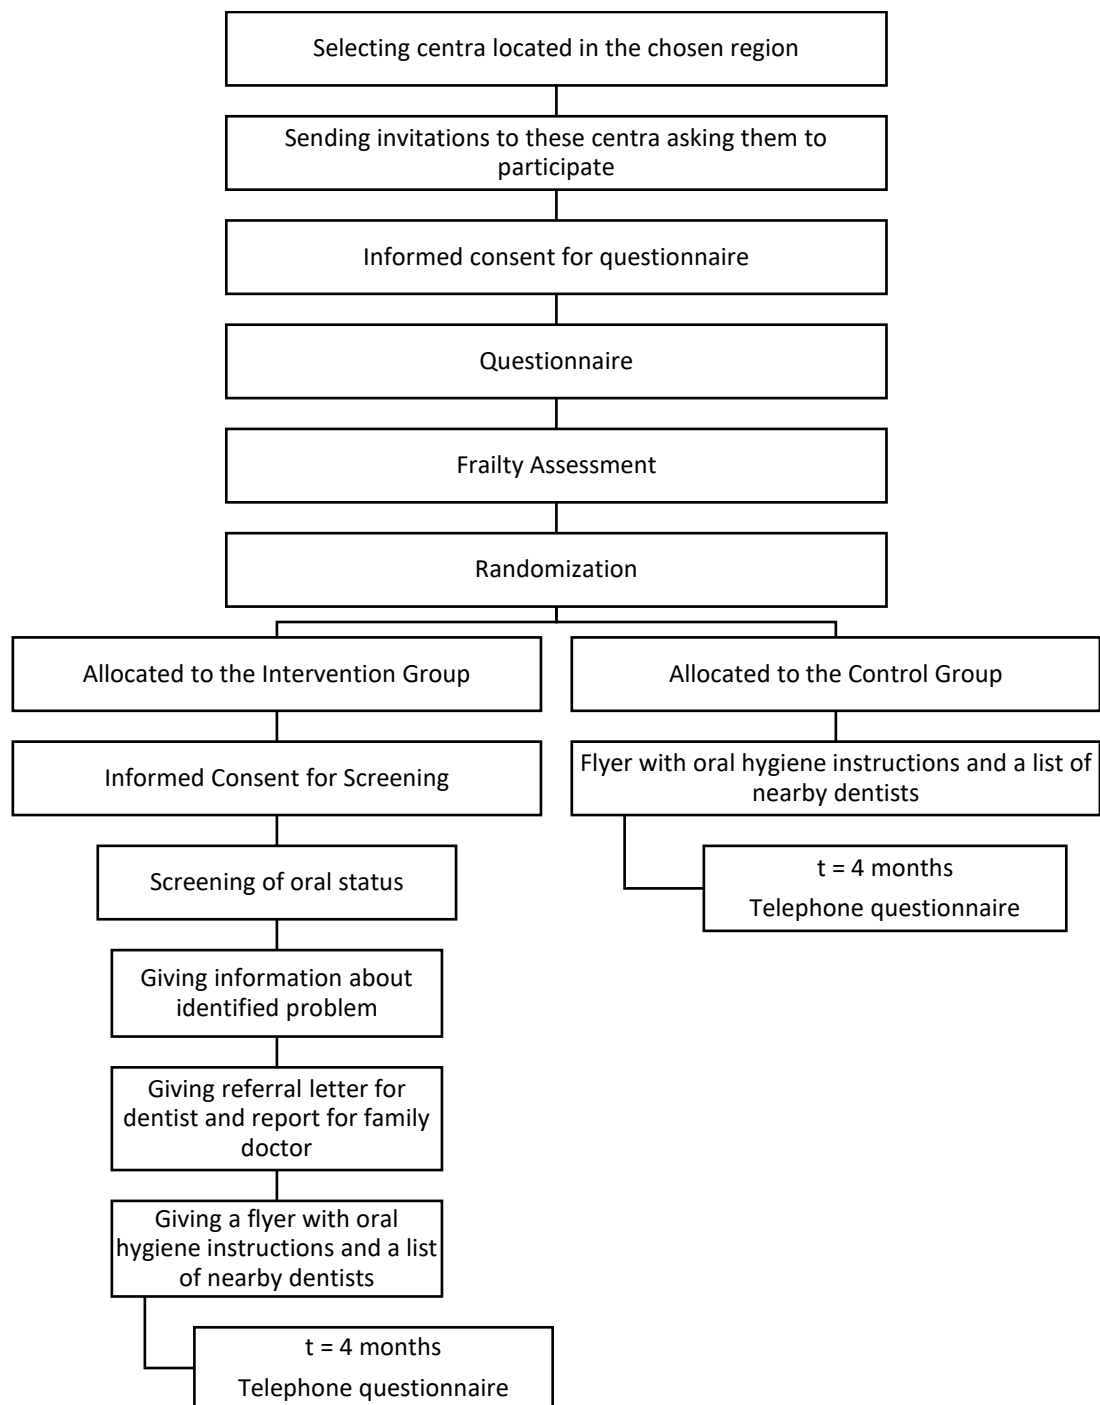 Selecting centra located in the chosen region
Sending invitations to these centra asking them to
participate
Informed consent for questionnaire
Questionnaire
Frailty Assessment
Randomization
Allocated to the Intervention Group
Allocated to the Control Group
Informed Consent for Screening
Flyer with oral hygiene instructions and a list of
nearby dentists
Screening of oral status
t = 4 months
Telephone questionnaire
Giving information about
identified problem
Giving referral letter for
dentist and report for family
doctor
Giving a flyer with oral
hygiene instructions and a list
of nearby dentists
t = 4 months
Telephone questionnaire